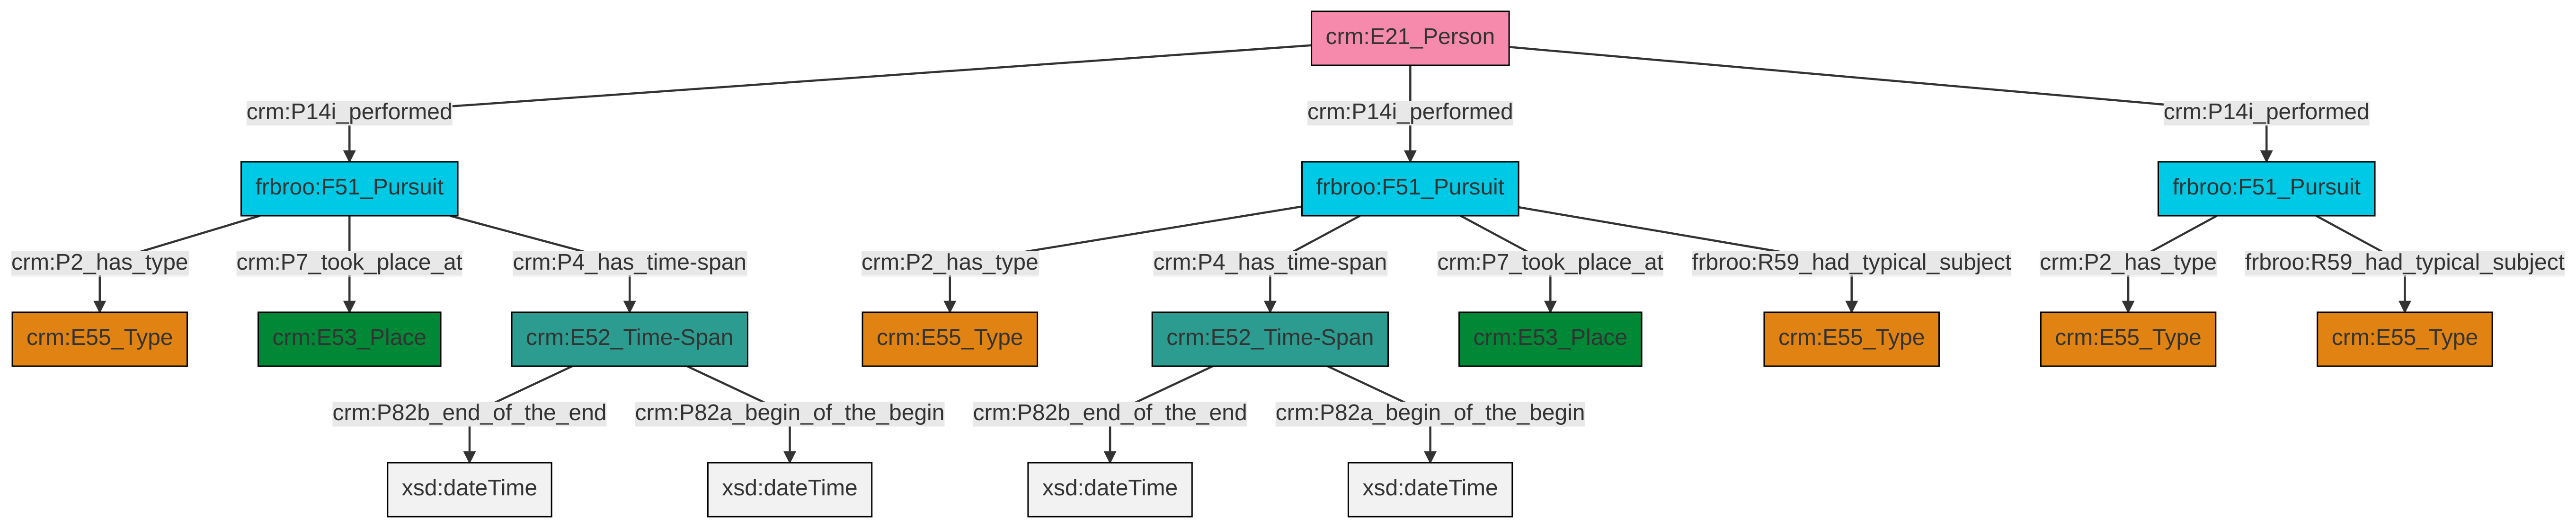 crm:E21_Person
crm:P14i_performed
crm:P14i_performed
crm:P14i_performed
frbroo:F51_Pursuit
frbroo:F51_Pursuit
frbroo:F51_Pursuit
crm:P2_has_type
crm:P7_took_place_at
crm:P4_has_time-span
crm:P2_has_type
crm:P4_has_time-span
crm:P7_took_place_at
frbroo:R59_had_typical_subject
crm:P2_has_type
frbroo:R59_had_typical_subject
crm:E55_Type
crm:E53_Place
crm:E52_Time-Span
crm:E55_Type
crm:E52_Time-Span
crm:E53_Place
crm:E55_Type
crm:E55_Type
crm:E55_Type
crm:P82b_end_of_the_end
crm:P82a_begin_of_the_begin
crm:P82b_end_of_the_end
crm:P82a_begin_of_the_begin
xsd:dateTime
xsd:dateTime
xsd:dateTime
xsd:dateTime